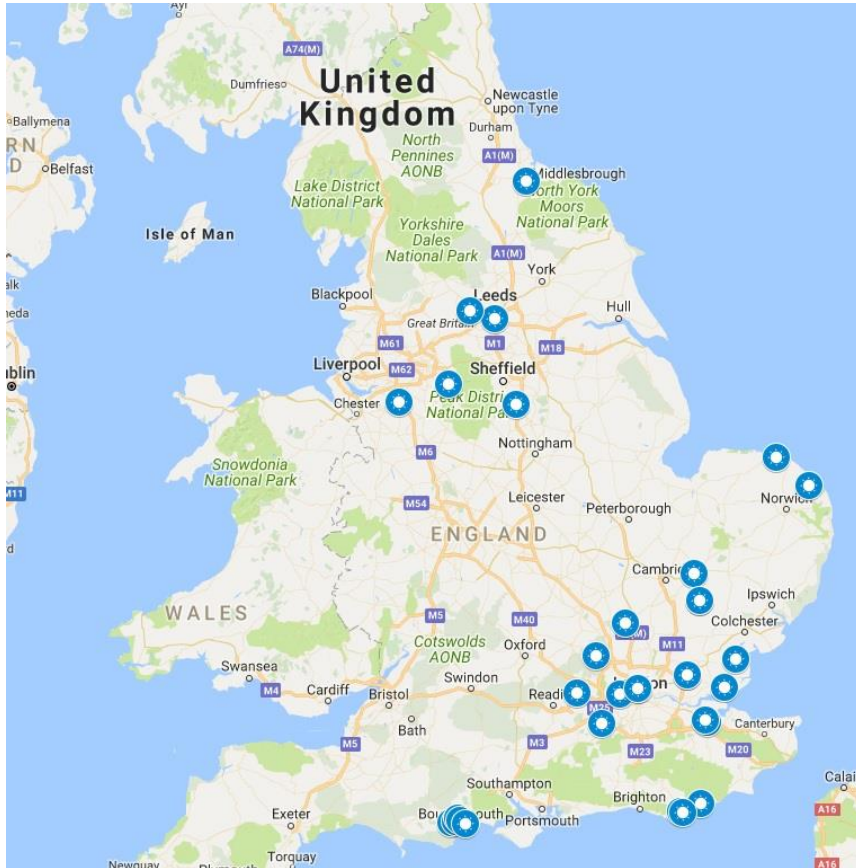 Ayr
A74(M)
Dumfries
United
Kingdom
Newcastle
upon Tyne
Ballymena
Belfast
North
Pennines
AONB
Durham
A1(M)
Middlesbrough
Lake District
National Park
North York
Moors
National Park
Isle of Man
Yorkshire
Dales
National Park
A1(M)
York
Blackpool
Leeds
Great Britain
Hull
M61
M1
M18
Liverpool
M62
Sheffield
Chester
Peak District
National Park
Nottingham
M6
Snowdonia
National Park
M11
Norwich
M54
Leicester
Peterborough
ENGLAND
Ipswich
WALES
M5
M40
Colchester
Cotswolds
AONB
Oxford
M11
Swansea
Swindon
M4
Cardiff
Bristol
M25
Bath
Canterbury
M5
M3
M23
M20
Southampton
Calai
Brighton
Portsmouth
A16
Exeter
Torquay
A16
Newquay